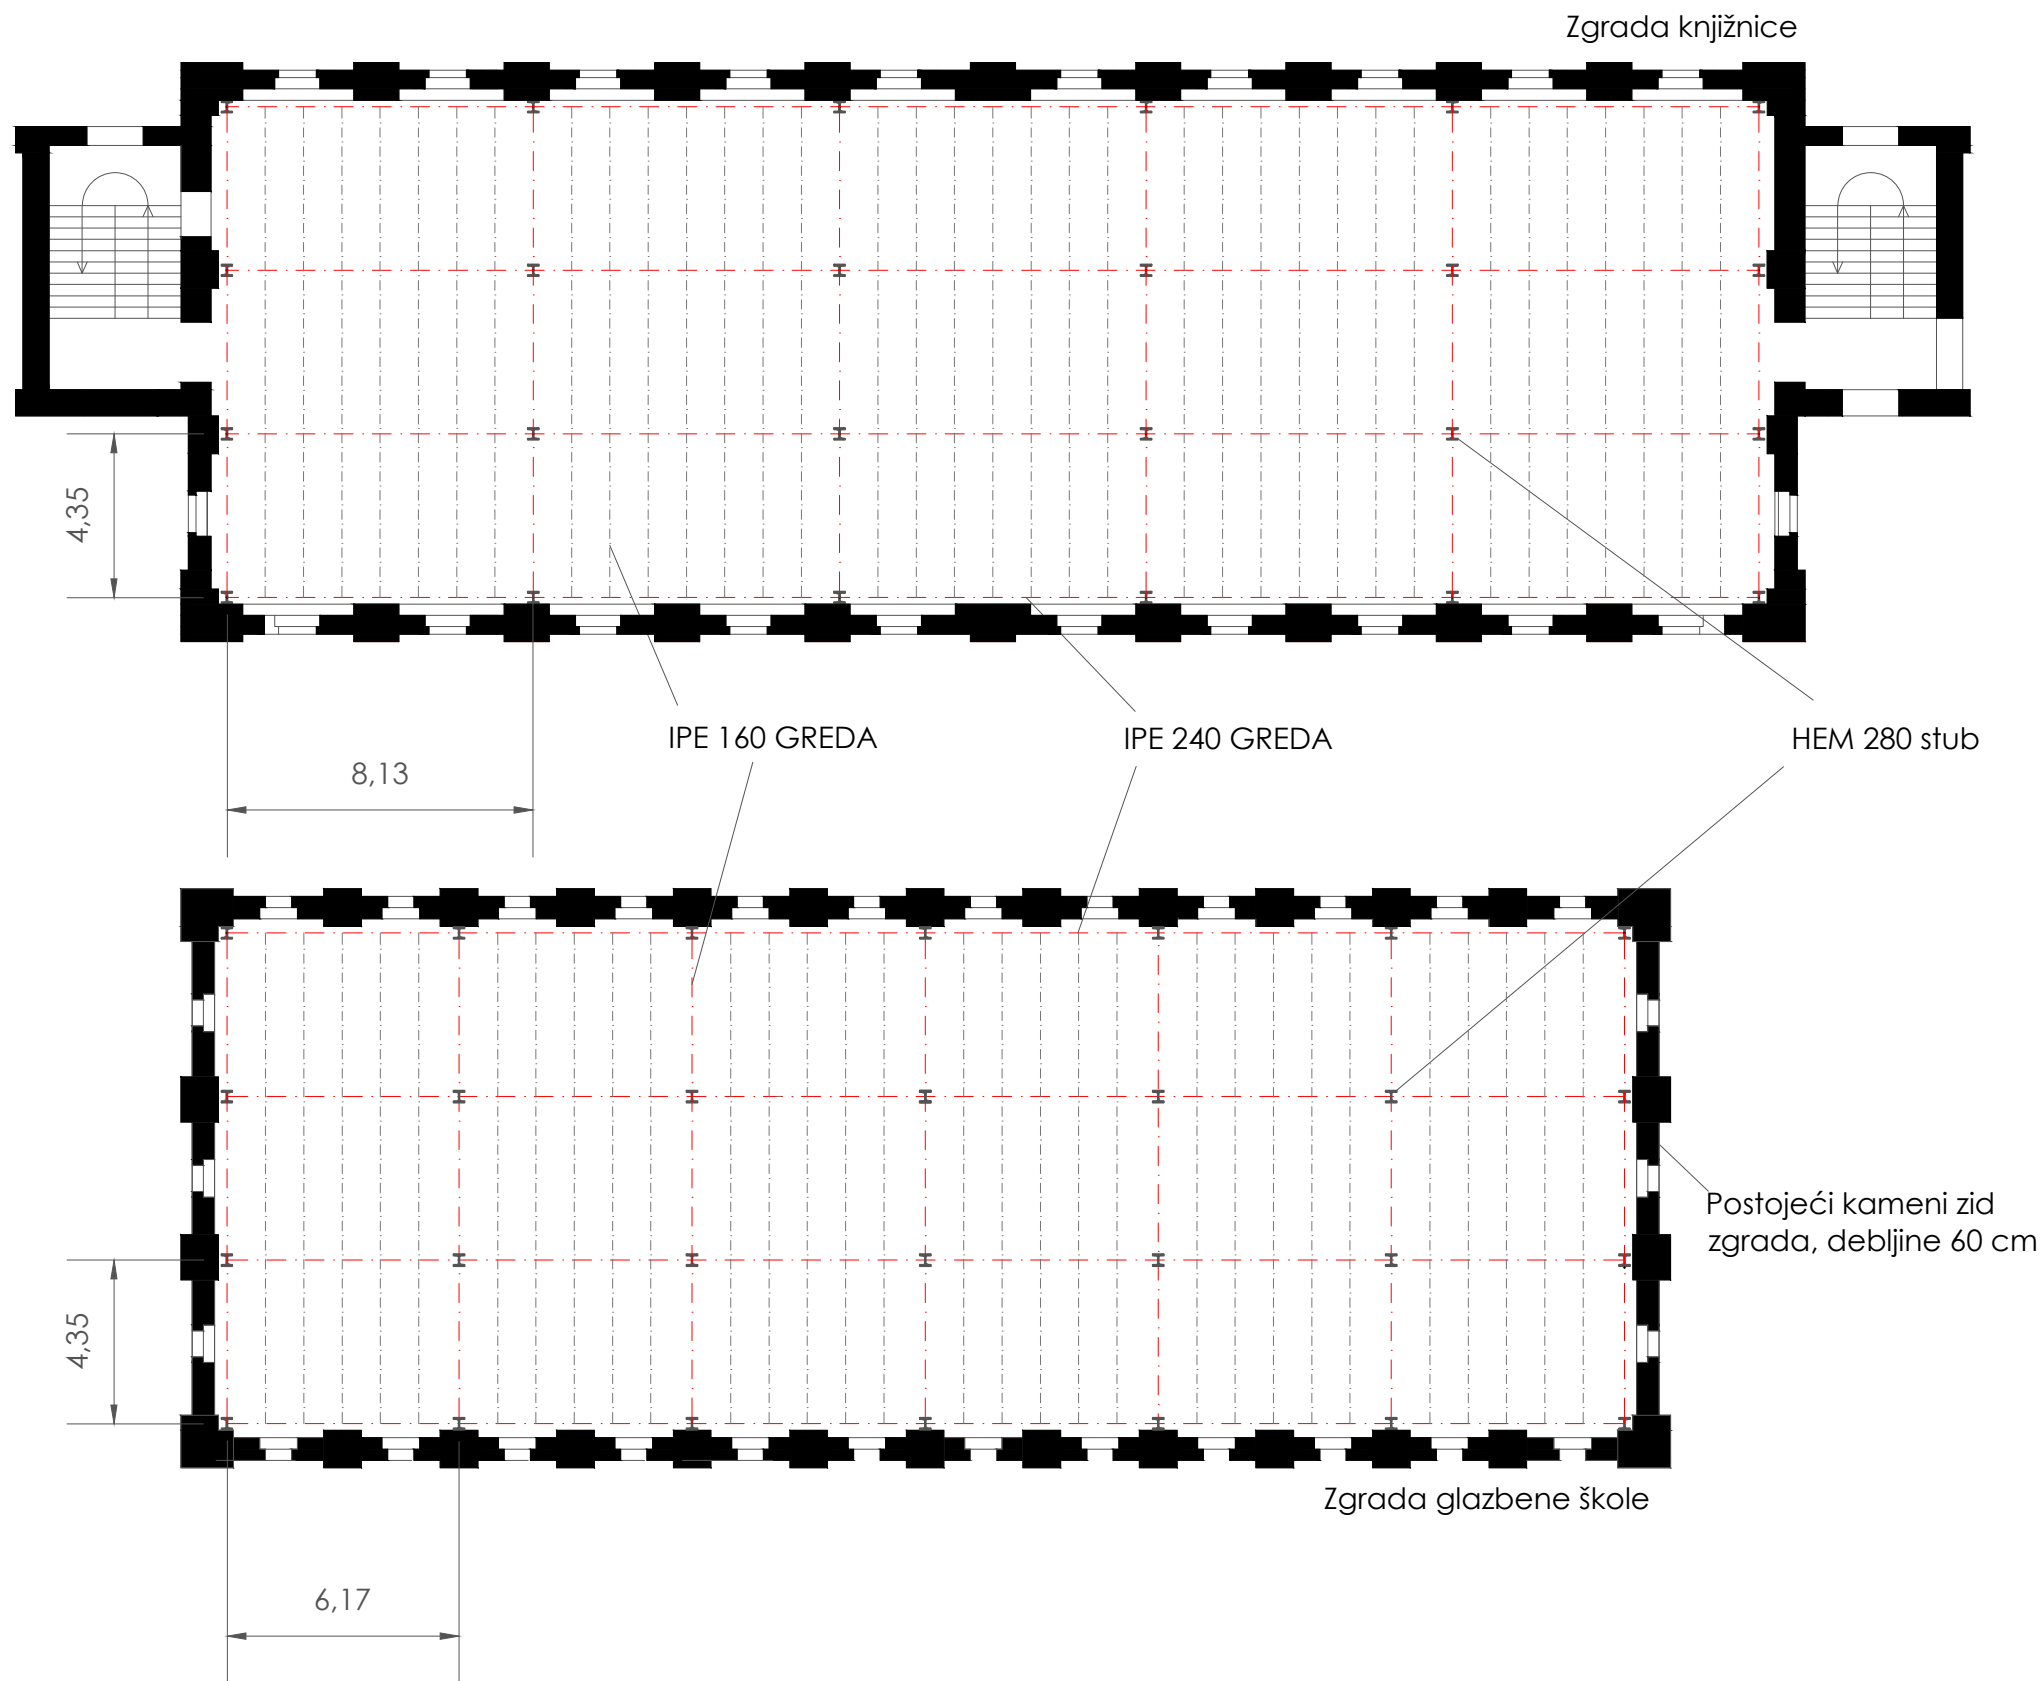 Zgrada knjižnice
4,35
IPE 160 GREDA
IPE 240 GREDA
HEM 280 stub
8,13
Postojeći kameni zid
zgrada, debljine 60 cm
4,35
Zgrada glazbene škole
6,17